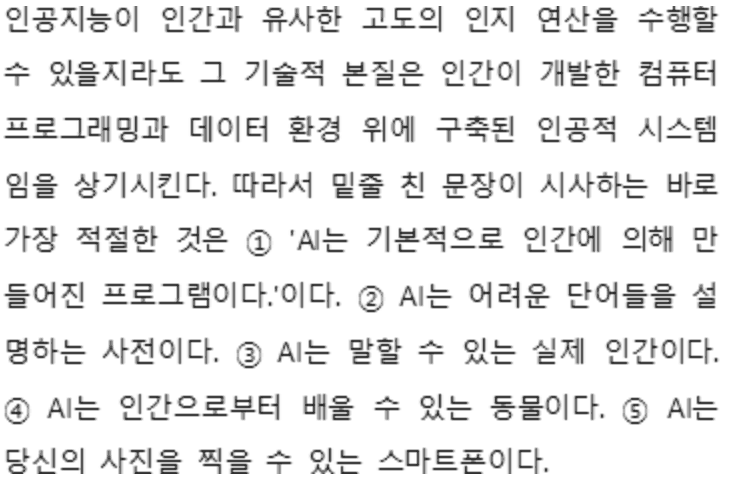 인공지능이 인간과 유사한 고도의 인지 연산을 수행할
수 있을지라도 그 기술적 본질은 인간이 개발한 컴퓨터
프로그래밍과 데이터 환경 위에 구축된 인공적 시스템
임을 상기시킨다. 따라서 밑줄 친 문장이 시사하는 바로
가장 적절한 것은 ① 'AI는 기본적으로 인간에 의해 만
들어진 프로그램이다.'이다. ② AI는 어려운 단어들을 설
명하는 사전이다. ③ AI는 말할 수 있는 실제 인간이다.
④ AI는 인간으로부터 배울 수 있는 동물이다. ⑤ AI는
당신의 사진을 찍을 수 있는 스마트폰이다.